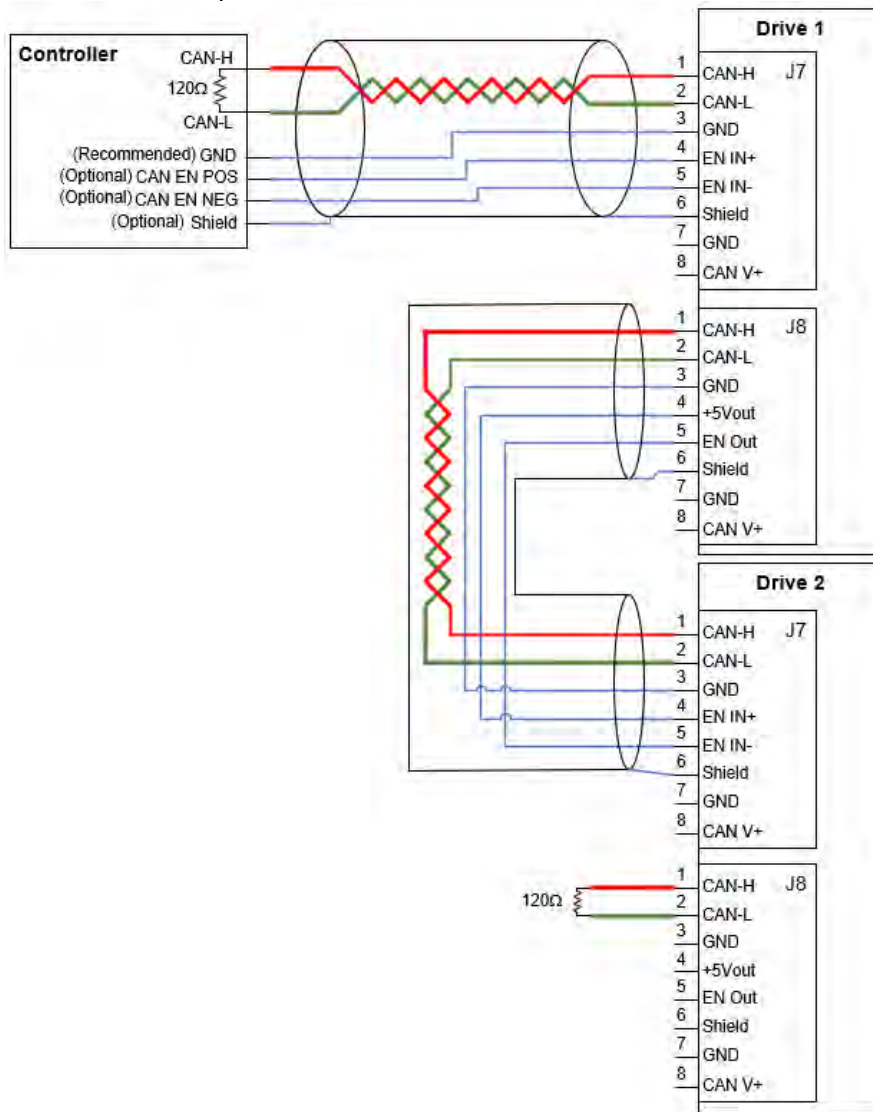 Drive 1
Controller
CAN-H
120Ω
CAN-L
(Recommended) GND
(Optional) CAN EN POS
(Optional) CAN EN NEG
(Optional) Shield
J7
1 CAN-H
2 CAN-L
3 GND
4 EN IN+
5 EN IN-
6 Shield
7 GND
8 CAN V+
J8
1 CAN-H
2 CAN-L
3 GND
4 +5Vout
5 EN Out
6 Shield
7 GND
8 CAN V+
Drive 2
J7
1 CAN-H
2 CAN-L
3 GND
4 EN IN+
5 EN IN-
6 Shield
7 GND
8 CAN V+
J8
120Ω
1 CAN-H
2 CAN-L
3 GND
4 +5Vout
5 EN Out
6 Shield
7 GND
8 CAN V+